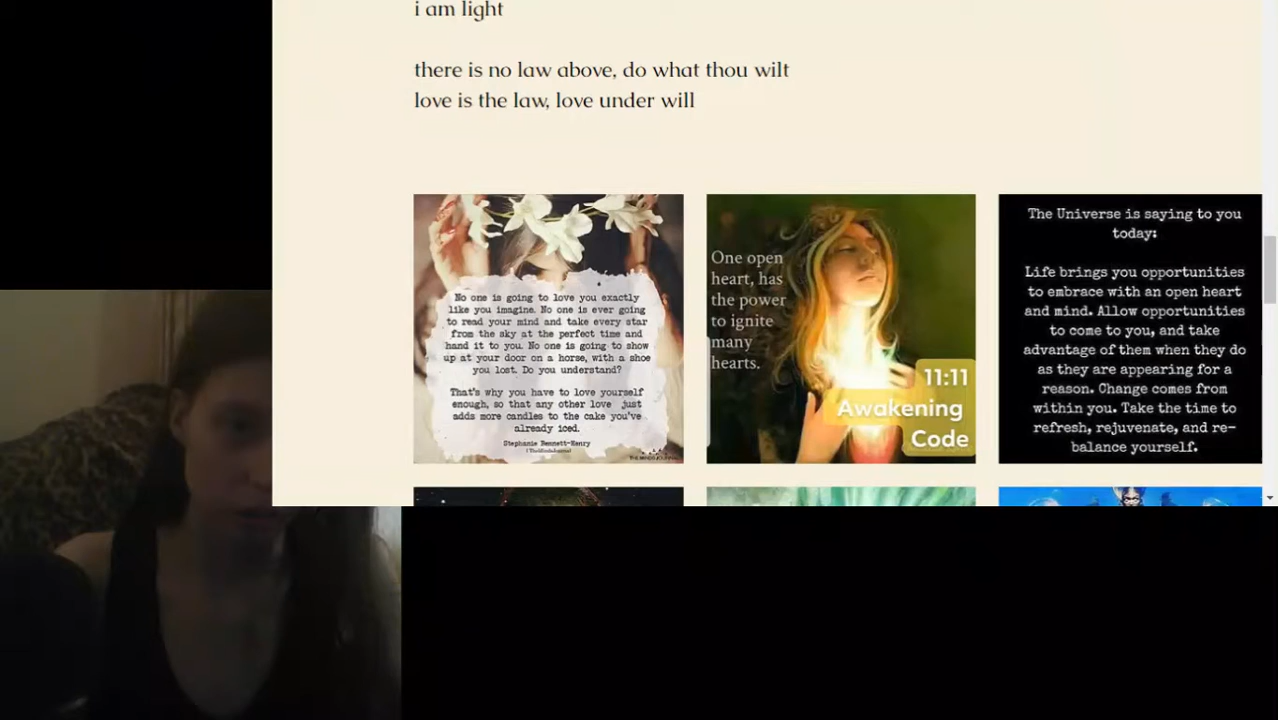 i am light
there is no law above, do what thou wilt
love is the law, love under will
No one is going to love you exactly
like you imagine. No one is ever going
to read your mind and take every star
from the sky at the perfect time and
hand it to you. No one is going to show
up at your door on a horse, with a shoe
you lost. Do you understand?
That's why you have to love yourself
enough, so that any other love just
adds more candles to the cake you've
already iced.
Stephanie Bennett-Henry
One open
heart, has
the power
to ignite
many
hearts.
11:11
Awakening
Code
The Universe is saying to you
today:
Life brings you opportunities
to embrace with an open heart
and mind. Allow opportunities
to come to you, and take
advantage of them when they do
as they are appearing for a
reason. Change comes from
within you. Take the time to
refresh, rejuvenate, and re-
balance yourself.